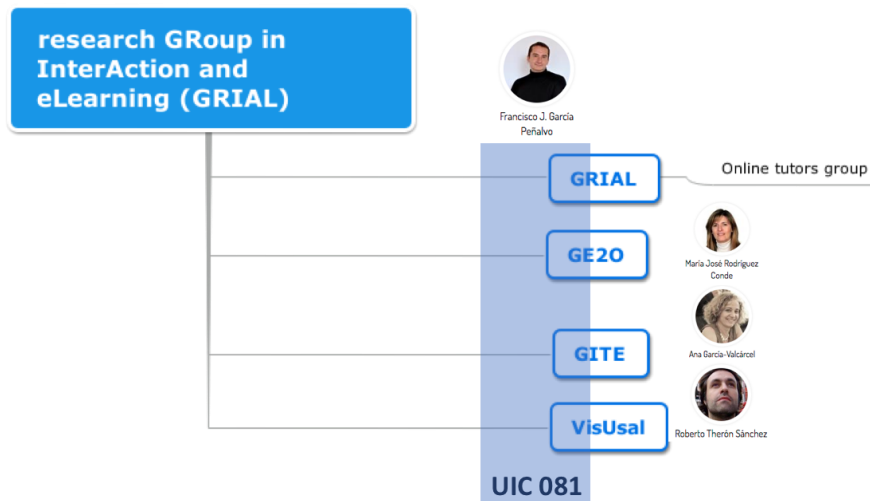 research GRoup in
InterAction and
eLearning (GRIAL)
Francisco J. García
Peñalvo
GRIAL
Online tutors group
GE2O
María José Rodríguez
Conde
GITE
Ana García-Valcárcel
VisUsal
Roberto Therón Sánchez
UIC 081